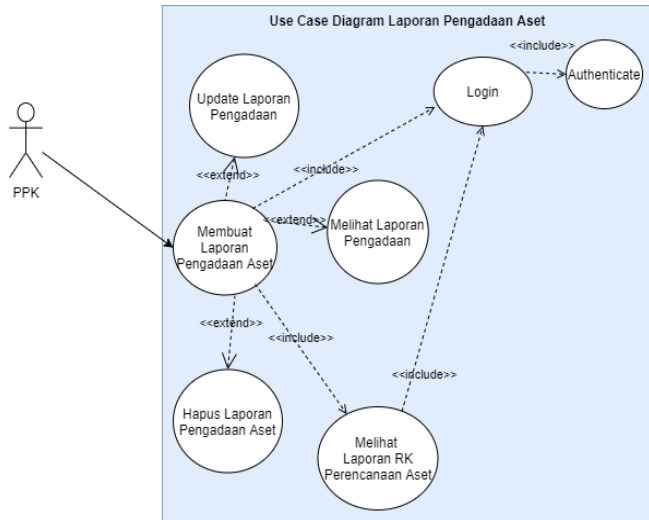 Use Case Diagram Laporan Pengadaan Aset
<<include>>
Authenticate
Login
Update Laporan
Pengadaan
PPK
<<extend>>
<<include>>
Membuat
Laporan
Pengadaan Aset
<<extend>>
Melihat Laporan
Pengadaan
<<extend>>
<<include>>
<<include>>
Hapus Laporan
Pengadaan Aset
Melihat
Laporan RK
Perencanaan Aset